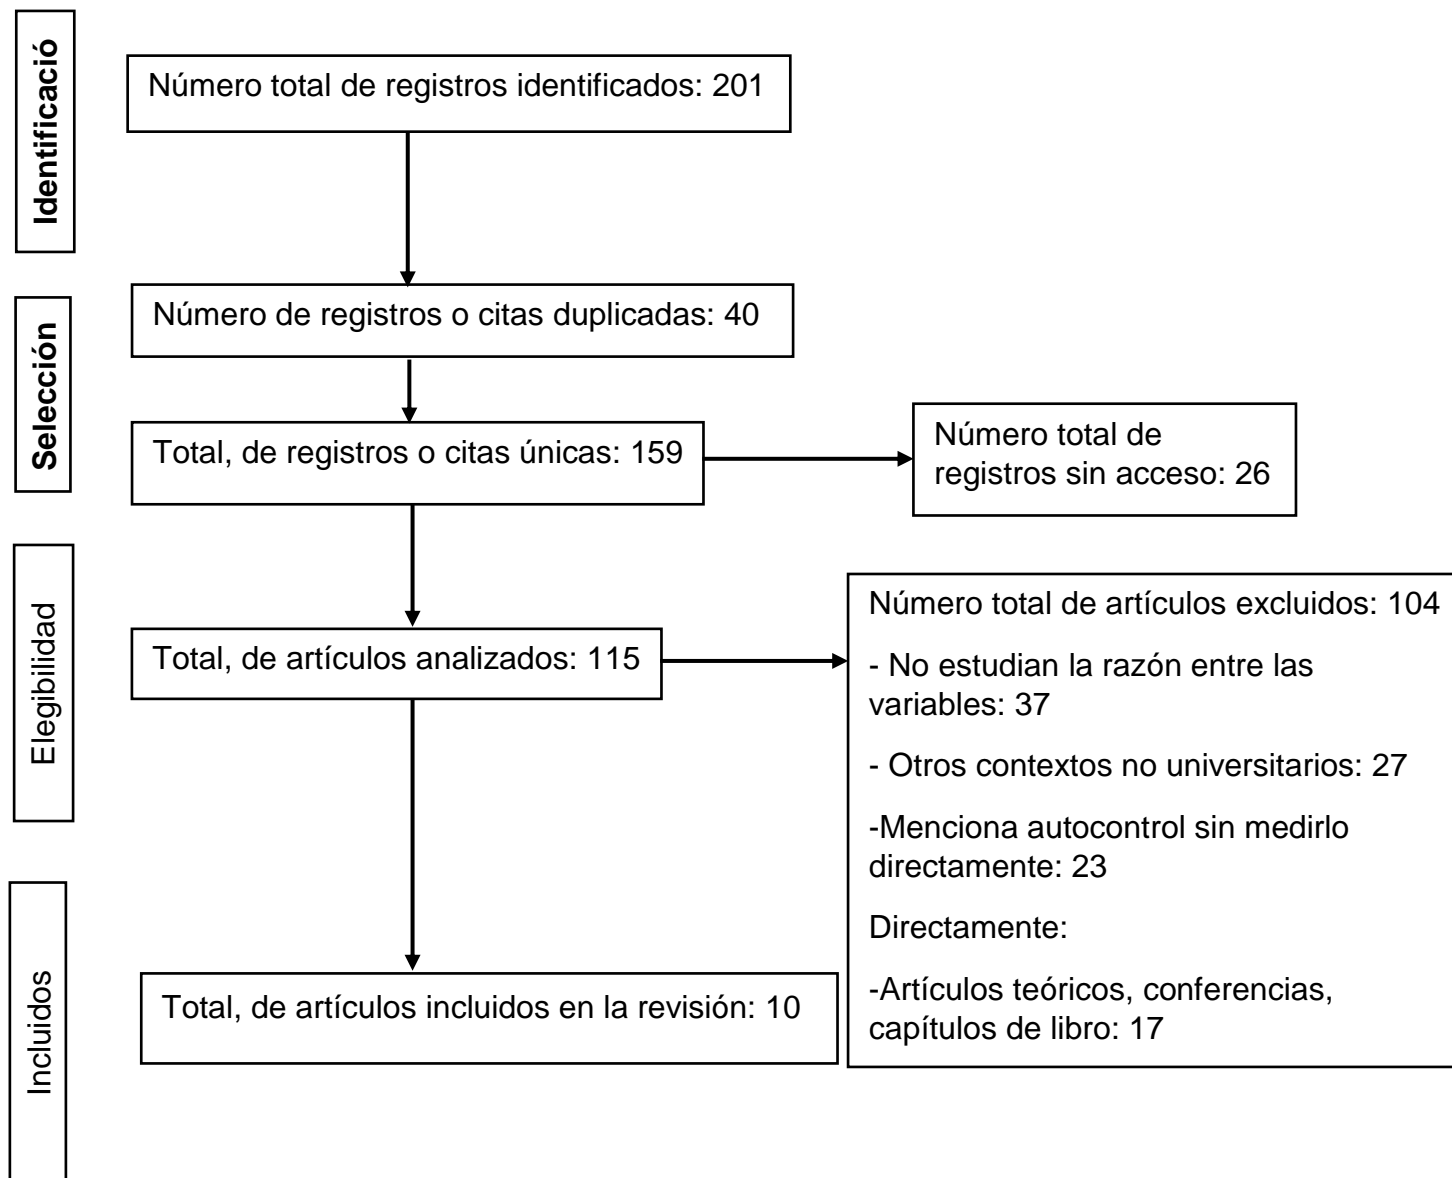 Identificació
Número total de registros identificados: 201
Selección
Número de registros o citas duplicadas: 40
Total, de registros o citas únicas: 159
Número total de
registros sin acceso: 26
Elegibilidad
Total, de artículos analizados: 115
Número total de artículos excluidos: 104
- No estudian la razón entre las
variables: 37
- Otros contextos no universitarios: 27
-Menciona autocontrol sin medirlo
directamente: 23
Directamente:
-Artículos teóricos, conferencias,
capítulos de libro: 17
Incluidos
Total, de artículos incluidos en la revisión: 10